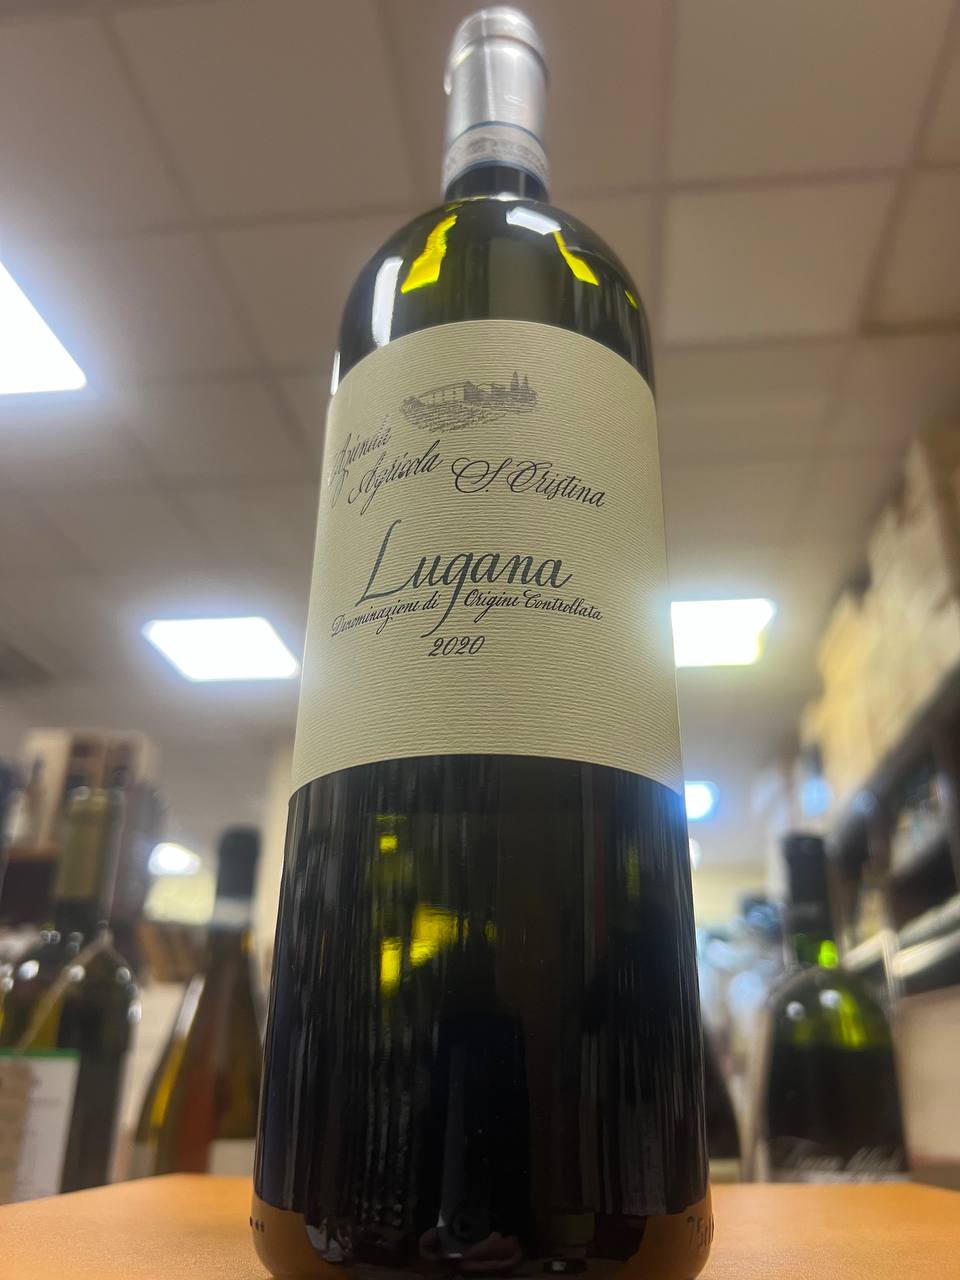 Azienda
Agricola S. Cristina
Lugana
Denominazione di Origine Controllata
2020